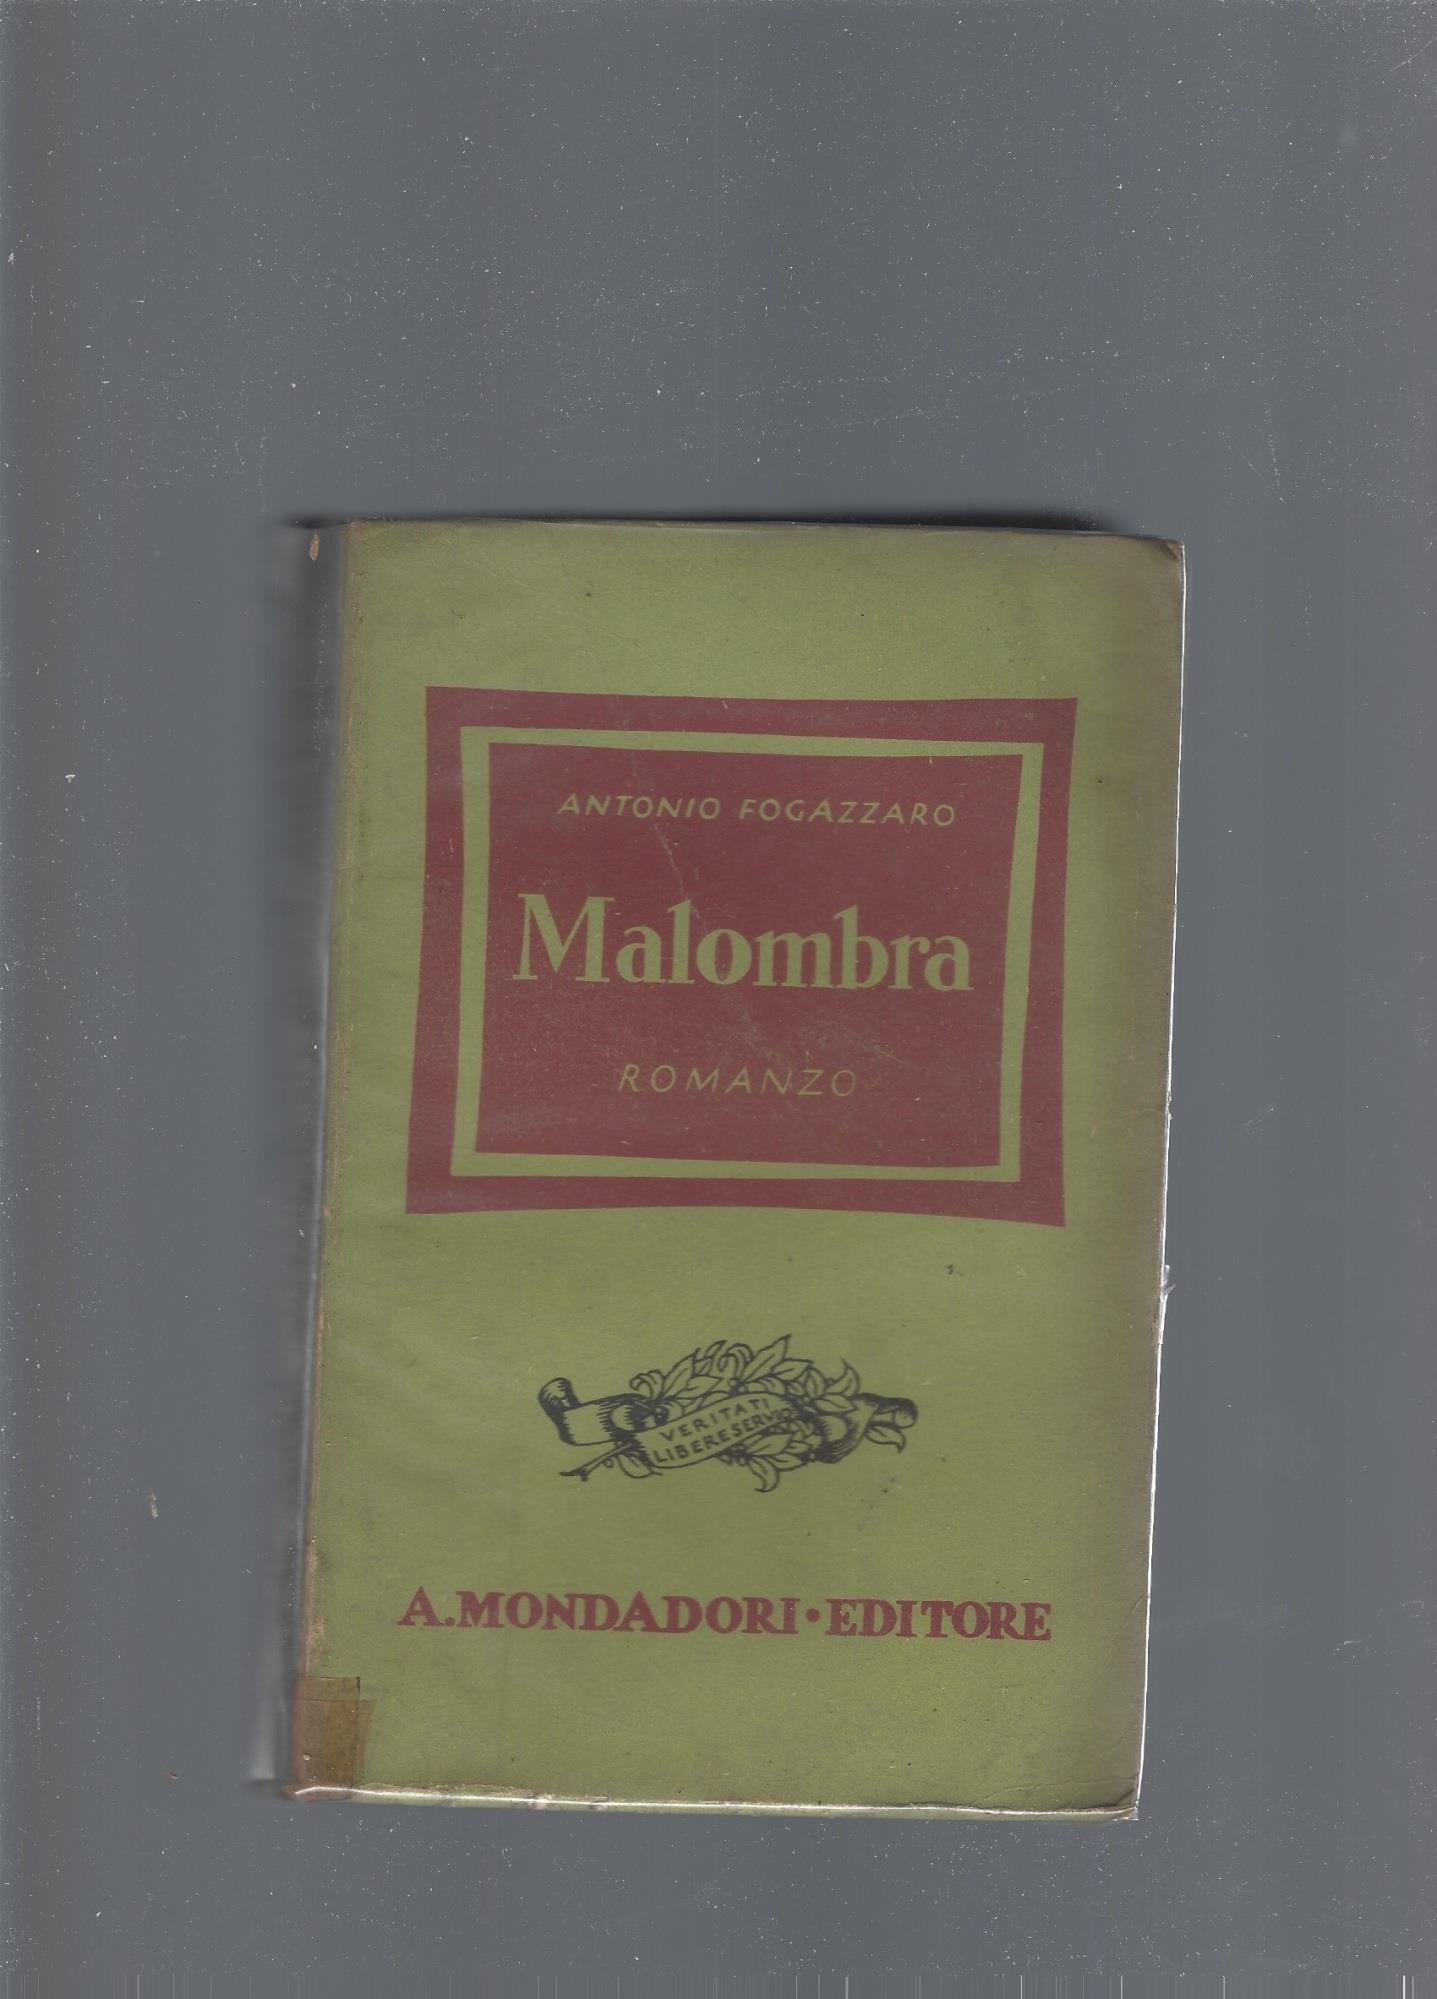 ANTONIO FOGAZZARO
Malombra
ROMANZO
VERITATI
LIBERE SERVIO
A. MONDADORI • EDITORE